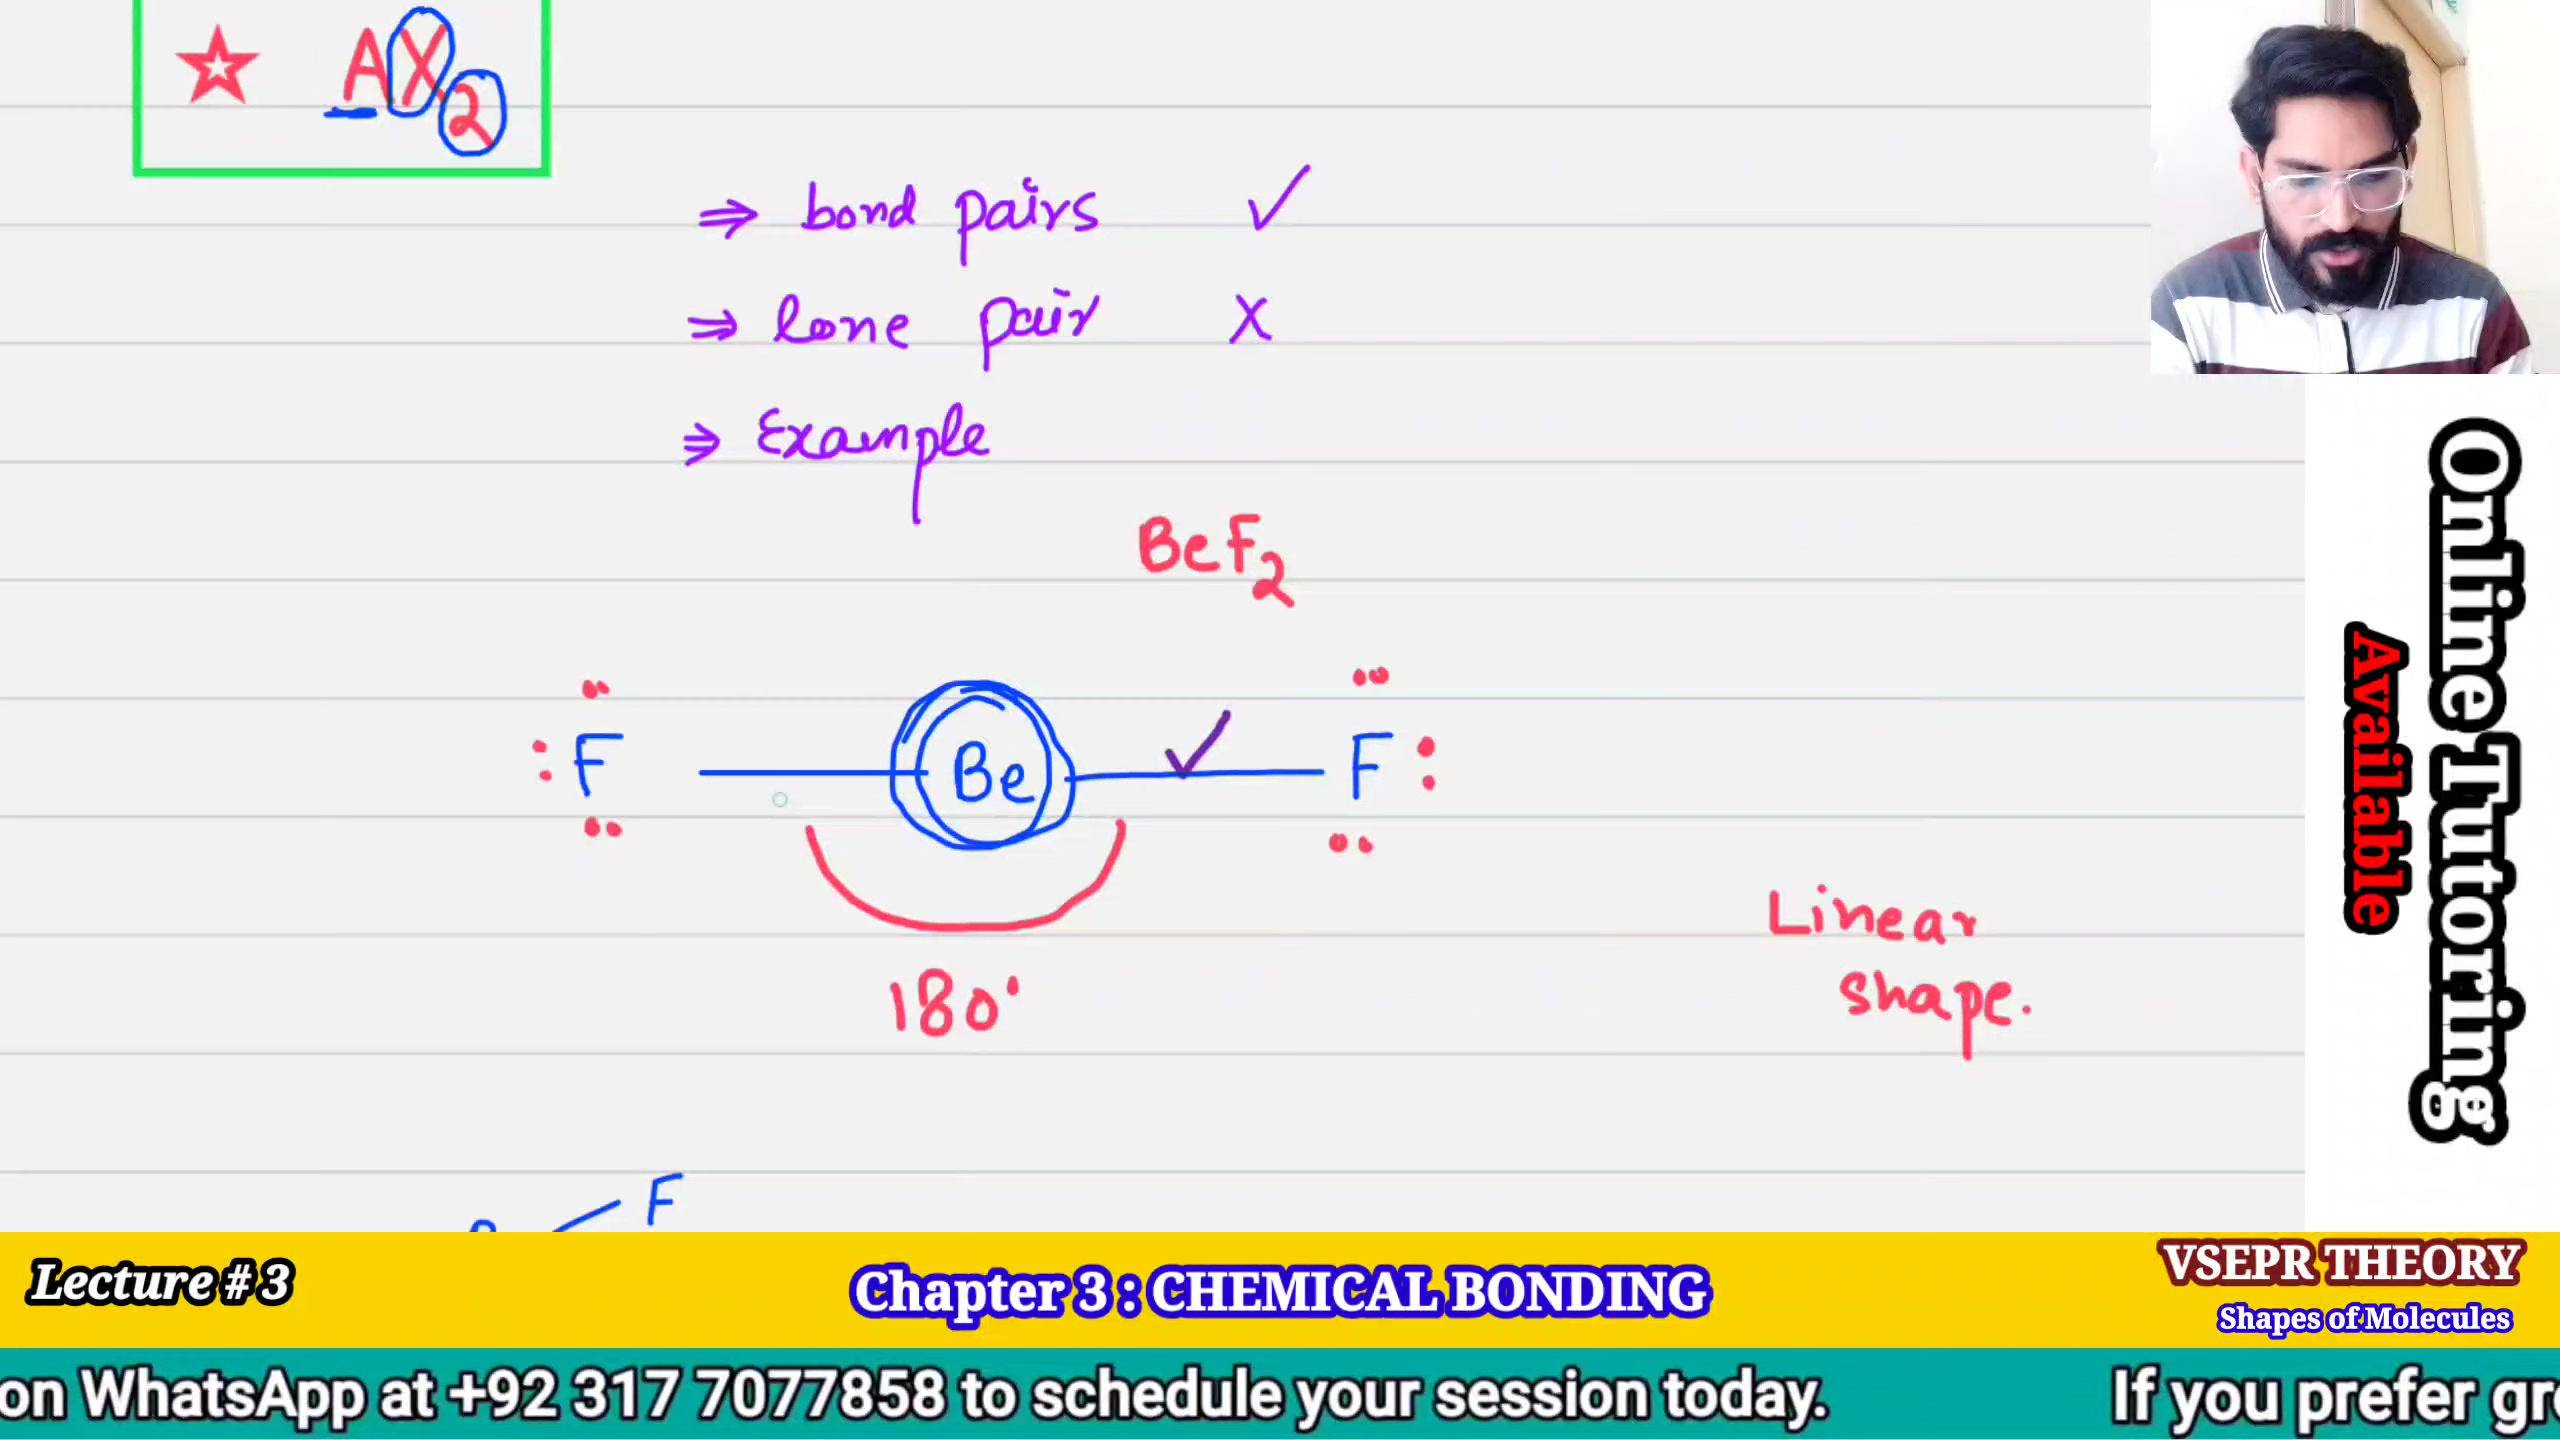 ☆ AX2
⇒ bond pairs ✓
⇒ lone pair X
⇒ Example
BeF2
F Be F
180°
Linear
shape.
F
Online Tutoring
Available
Lecture # 3
Chapter 3 : CHEMICAL BONDING
VSEPR THEORY
Shapes of Molecules
on WhatsApp at +92 317 7077858 to schedule your session today.
If you prefer